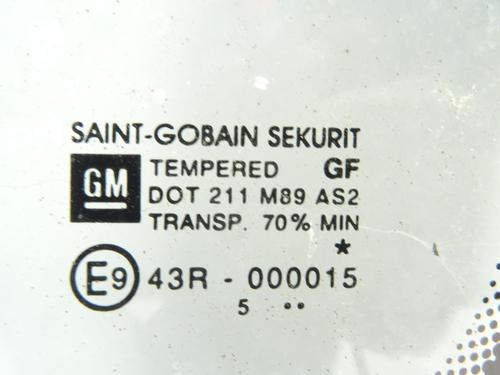 SAINT-GOBAIN SEKURIT
GM
TEMPERED GF
DOT 211 M89 AS2
TRANSP. 70% MIN
*
E9 43R - 000015
5 ..